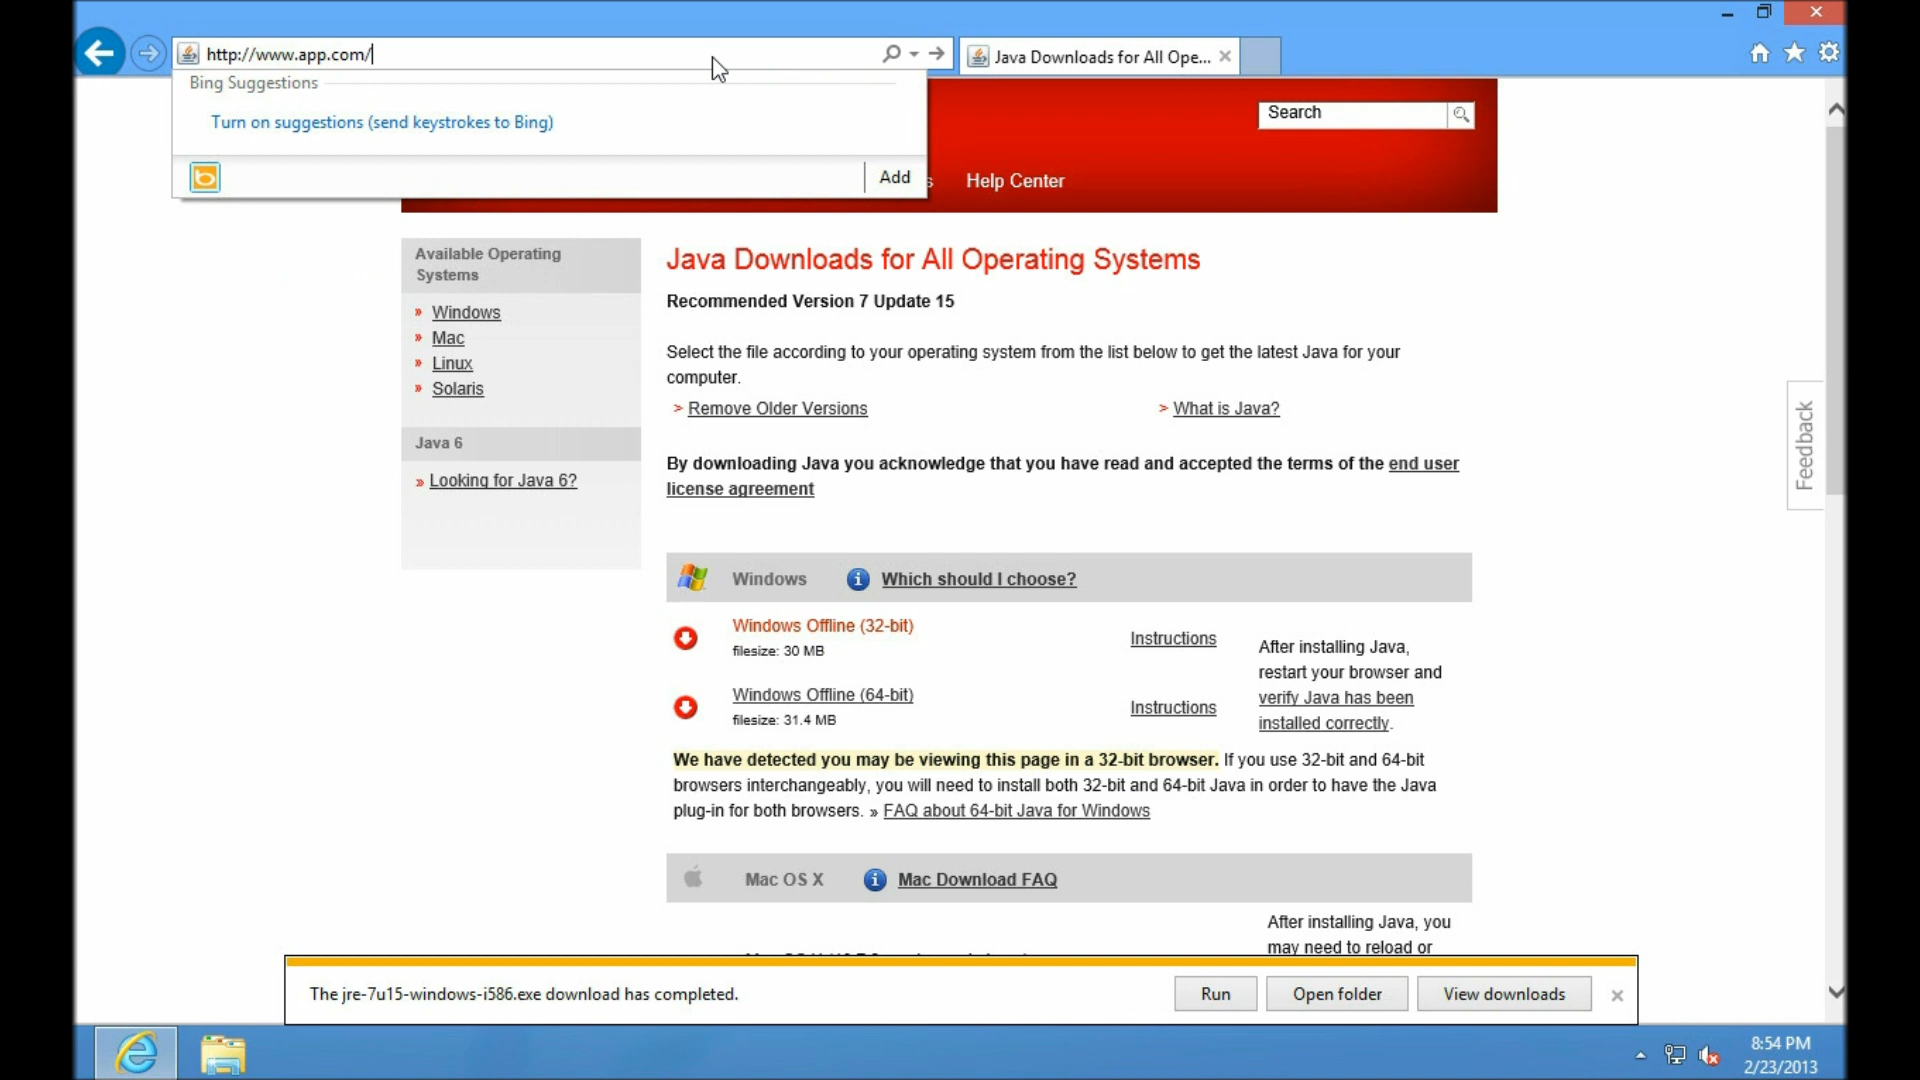 http://www.app.com/
Java Downloads for All Ope...
Bing Suggestions
Turn on suggestions (send keystrokes to Bing)
Add
Search
s
Help Center
Available Operating
Systems
» Windows
» Mac
» Linux
» Solaris
Java 6
» Looking for Java 6?
Java Downloads for All Operating Systems
Recommended Version 7 Update 15
Select the file according to your operating system from the list below to get the latest Java for your
computer.
> Remove Older Versions
> What is Java?
By downloading Java you acknowledge that you have read and accepted the terms of the end user
license agreement
Feedback
Windows
Which should I choose?
Windows Offline (32-bit)
filesize: 30 MB
Instructions
Windows Offline (64-bit)
filesize: 31.4 MB
Instructions
After installing Java,
restart your browser and
verify Java has been
installed correctly.
We have detected you may be viewing this page in a 32-bit browser. If you use 32-bit and 64-bit
browsers interchangeably, you will need to install both 32-bit and 64-bit Java in order to have the Java
plug-in for both browsers. » FAQ about 64-bit Java for Windows
Mac OS X
Mac Download FAQ
After installing Java, you
may need to reload or
The jre-7u15-windows-i586.exe download has completed.
Run
Open folder
View downloads
8:54 PM
2/23/2013